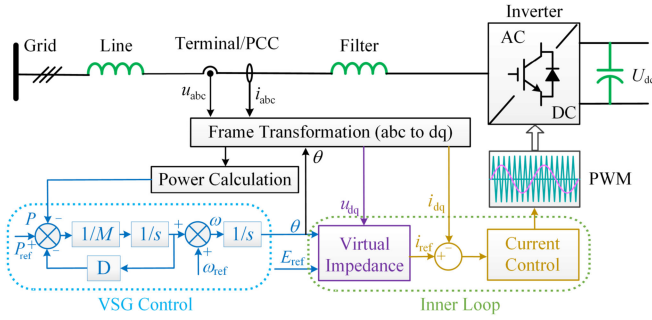 Inverter
Grid
Line
Terminal/PCC
Filter
AC
DC
U_dc
u_abc
i_abc
Frame Transformation (abc to dq)
θ
Power Calculation
PWM
u_dq
i_dq
P
−
P_ref
+
−
1/M
1/s
+
ω
1/s
θ
D
+
ω_ref
E_ref
Virtual
Impedance
i_ref
+
−
Current
Control
VSG Control
Inner Loop